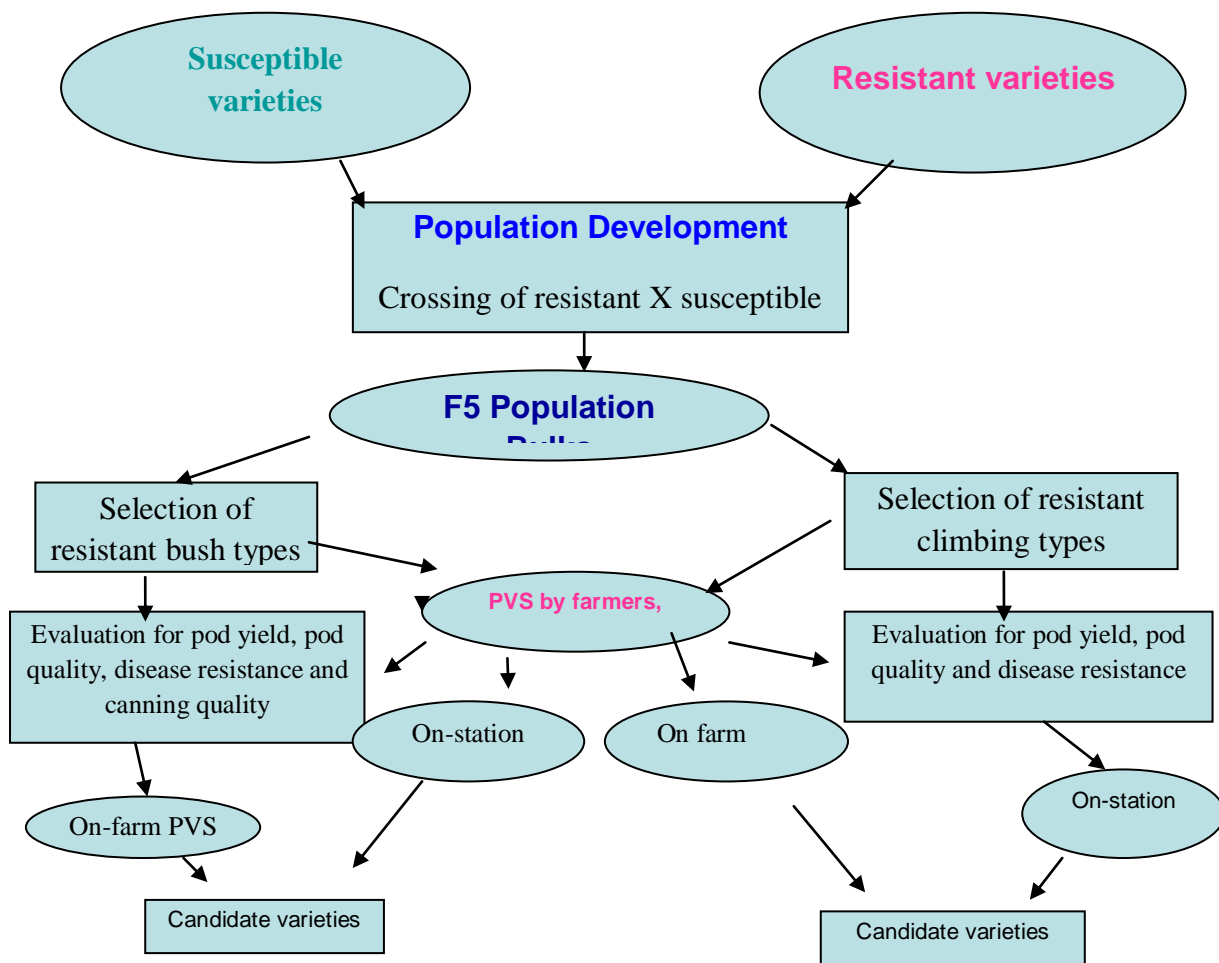 Susceptible
varieties
Resistant varieties
Population Development
Crossing of resistant X susceptible
F5 Population
Bulks
Selection of
resistant bush types
Selection of resistant
climbing types
PVS by farmers,
Evaluation for pod yield, pod
quality, disease resistance and
canning quality
Evaluation for pod yield, pod
quality and disease resistance
On-station
On farm
On-farm PVS
On-station
Candidate varieties
Candidate varieties